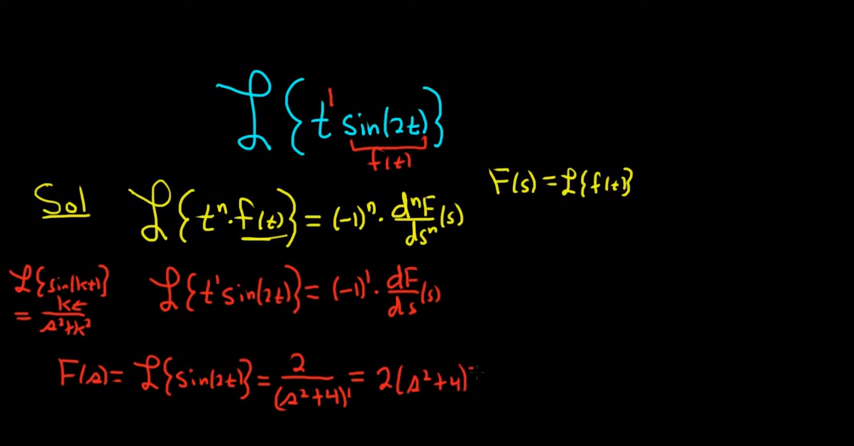 ℒ{t¹ sin(2t)}
f(t)
Sol ℒ{tⁿ·f(t)} = (-1)ⁿ · dⁿF/dsⁿ (s) F(s) = ℒ{f(t)}
ℒ{sin(kt)} = k/(s²+k²) ℒ{t¹ sin(2t)} = (-1)¹ · dF/ds (s)
F(s) = ℒ{sin(2t)} = 2/(s²+4)¹ = 2(s²+4)⁻